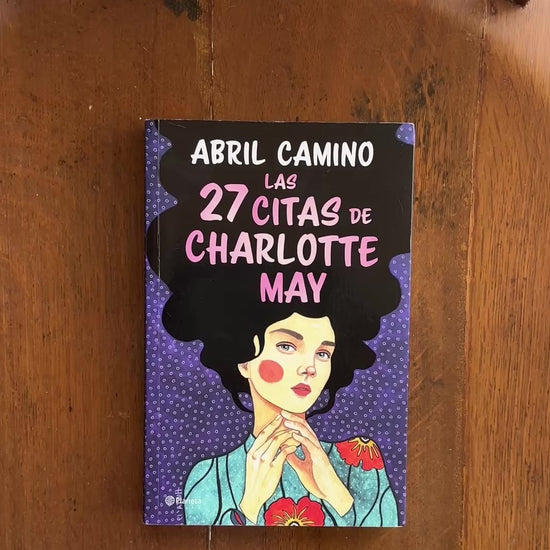 ABRIL CAMINO
LAS
27 CITAS DE
CHARLOTTE
MAY
Planeta